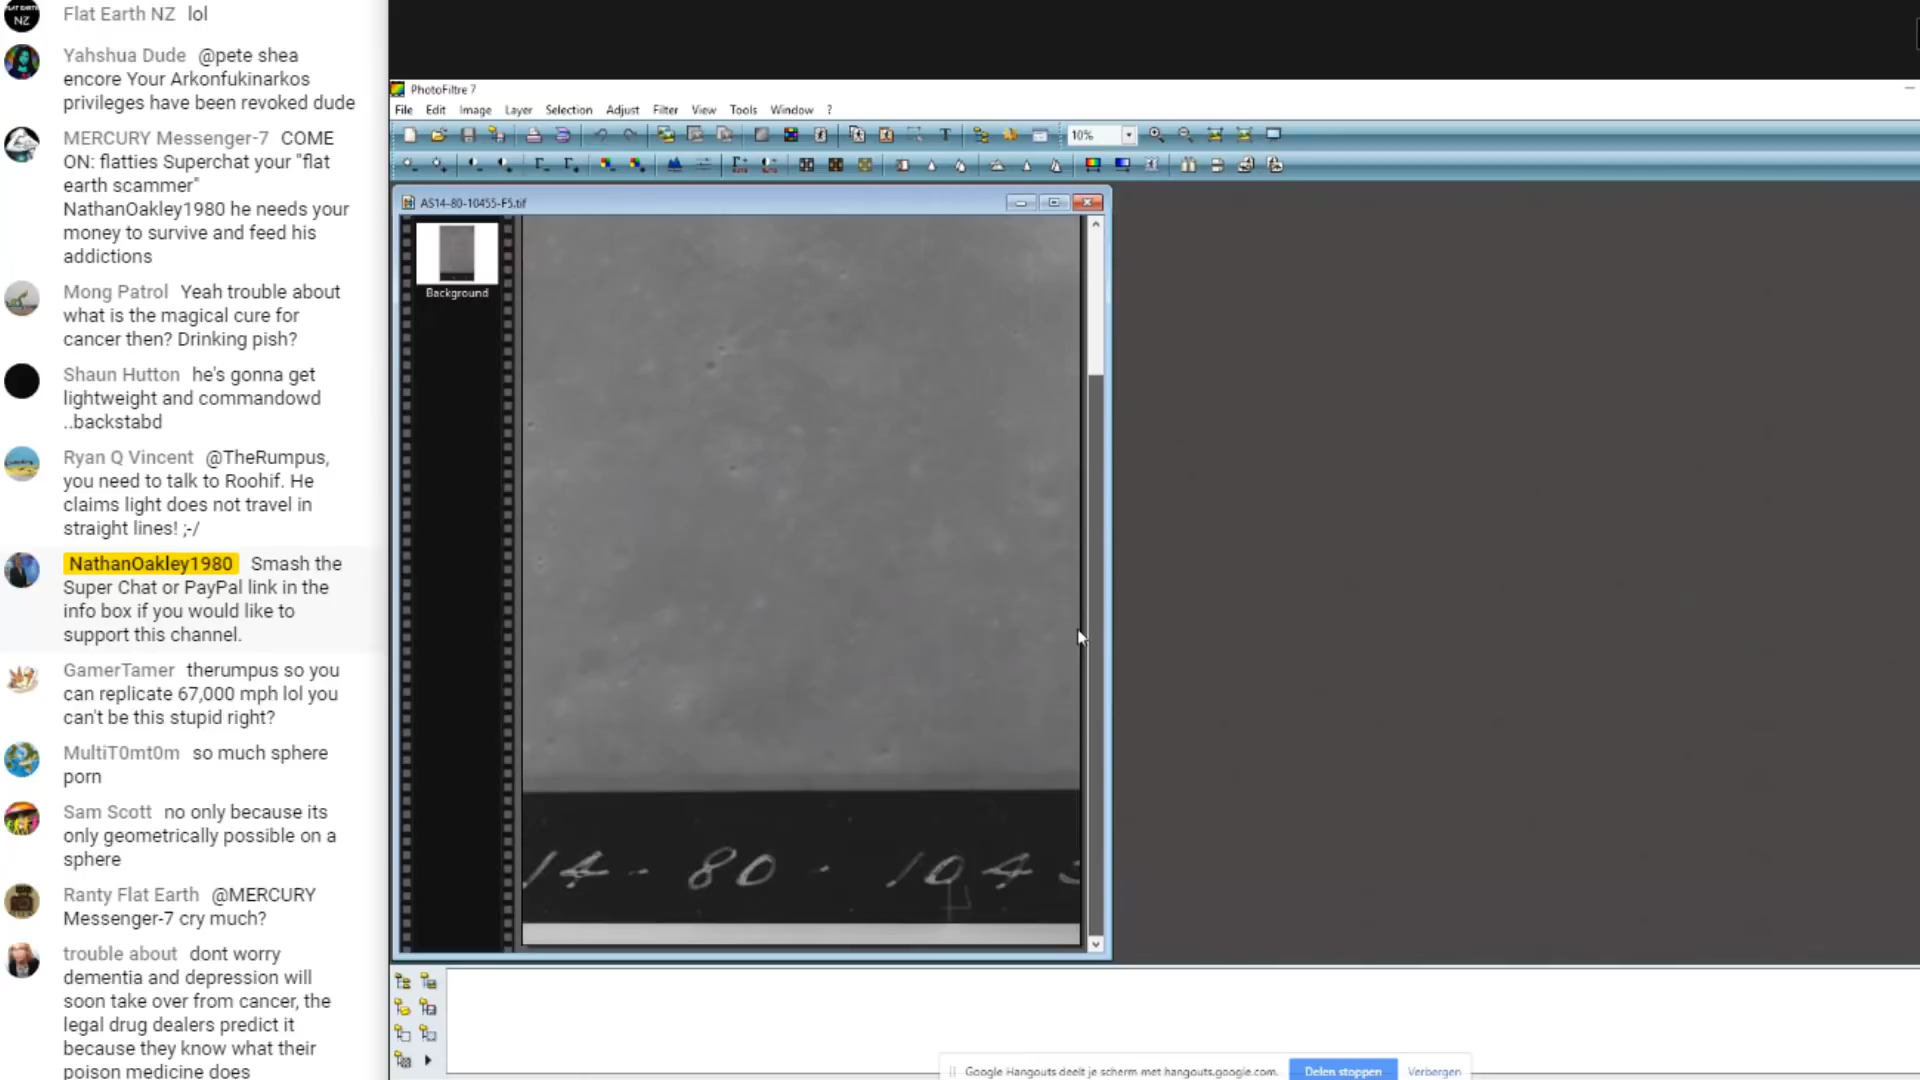 FLAT EARTH
NZ
Flat Earth NZ lol
Yahshua Dude @pete shea
encore Your Arkonfukinarkos
privileges have been revoked dude
MERCURY Messenger-7 COME
ON: flatties Superchat your "flat
earth scammer"
NathanOakley1980 he needs your
money to survive and feed his
addictions
Mong Patrol Yeah trouble about
what is the magical cure for
cancer then? Drinking pish?
Shaun Hutton he's gonna get
lightweight and commandowd
..backstabd
Ryan Q Vincent @TheRumpus,
you need to talk to Roohif. He
claims light does not travel in
straight lines! ;-/
NathanOakley1980 Smash the
Super Chat or PayPal link in the
info box if you would like to
support this channel.
GamerTamer therumpus so you
can replicate 67,000 mph lol you
can't be this stupid right?
MultiT0mt0m so much sphere
porn
Sam Scott no only because its
only geometrically possible on a
sphere
Ranty Flat Earth @MERCURY
Messenger-7 cry much?
trouble about dont worry
dementia and depression will
soon take over from cancer, the
legal drug dealers predict it
because they know what their
poison medicine does
PhotoFiltre 7
File Edit Image Layer Selection Adjust Filter View Tools Window ?
10%
AS14-80-10455-F5.tif
Background
14 - 80 - 104
Google Hangouts deelt je scherm met hangouts.google.com. Delen stoppen Verbergen